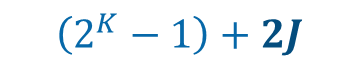 (2^K − 1) + 2J